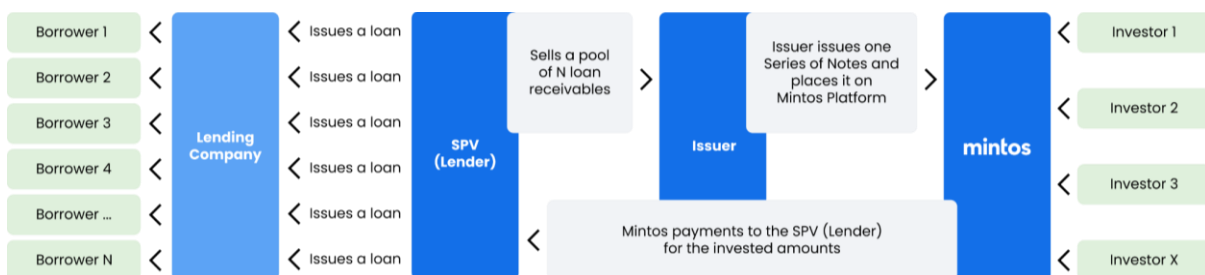 Borrower 1
Borrower 2
Borrower 3
Borrower 4
Borrower ...
Borrower N
Lending
Company
Issues a loan
Issues a loan
Issues a loan
Issues a loan
Issues a loan
Issues a loan
SPV
(Lender)
Sells a pool
of N loan
receivables
Issuer
Issuer issues one
Series of Notes and
places it on
Mintos Platform
Mintos payments to the SPV (Lender)
for the invested amounts
mintos
Investor 1
Investor 2
Investor 3
Investor X